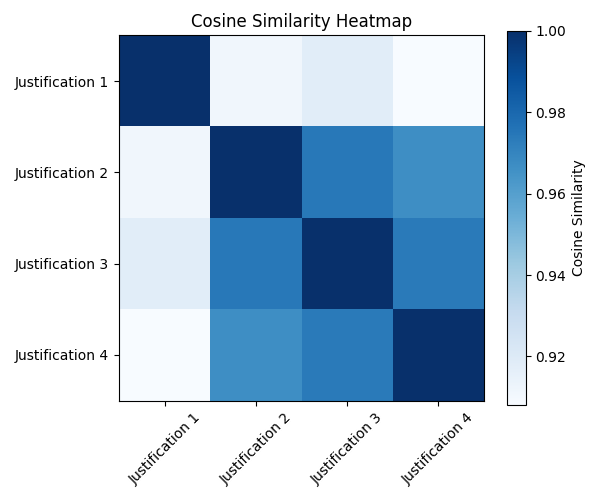 Cosine Similarity Heatmap
Justification 1
Justification 2
Justification 3
Justification 4
Justification 1
Justification 2
Justification 3
Justification 4
1.00
0.98
0.96
0.94
0.92
Cosine Similarity